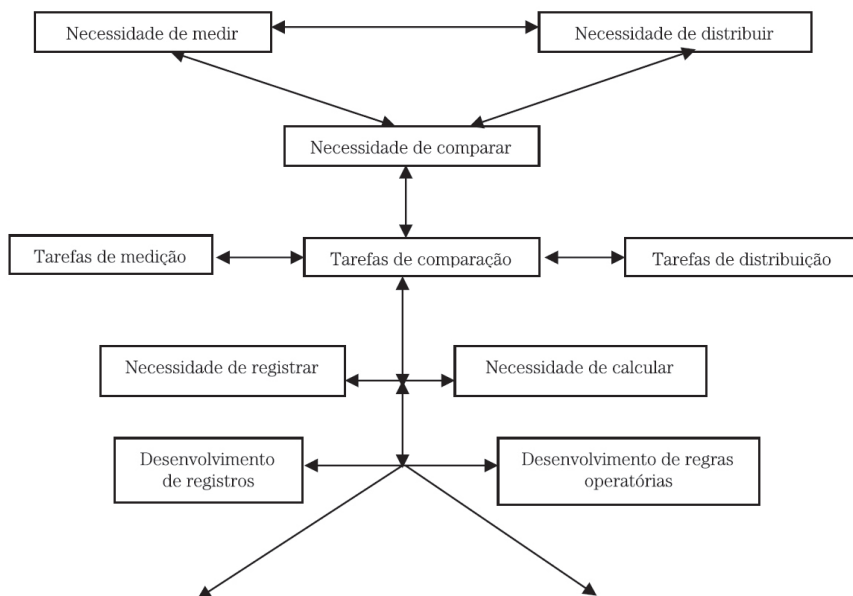 Necessidade de medir
Necessidade de distribuir
Necessidade de comparar
Tarefas de medição
Tarefas de comparação
Tarefas de distribuição
Necessidade de registrar
Necessidade de calcular
Desenvolvimento
de registros
Desenvolvimento de regras
operatórias